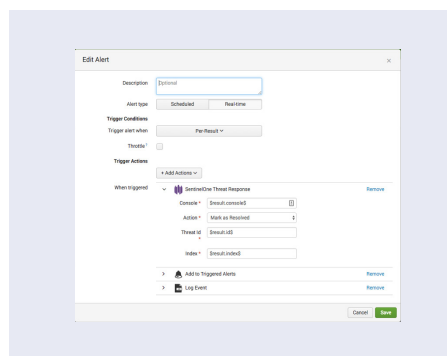 Edit Alert
×
Description
Optional
Alert type
Scheduled
Real-time
Trigger Conditions
Trigger alert when
Per-Result
Throttle ?
Trigger Actions
+ Add Actions
When triggered
SentinelOne Threat Response
Remove
Console *
$result.console$
Action *
Mark as Resolved
Threat Id
*
$result.id$
Index *
$result.index$
Add to Triggered Alerts
Remove
Log Event
Remove
Cancel
Save